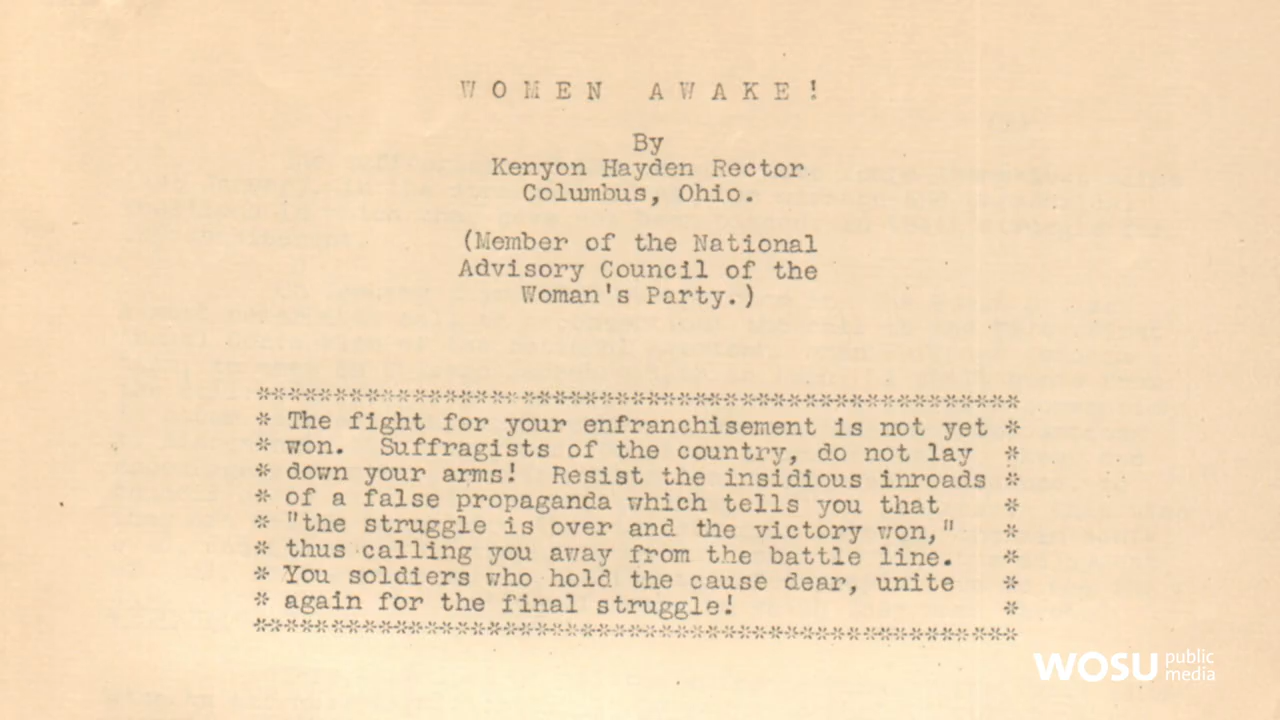 WOMEN AWAKE!
By
Kenyon Hayden Rector
Columbus, Ohio.
(Member of the National
Advisory Council of the
Woman's Party.)
*************************************************
* The fight for your enfranchisement is not yet *
* won. Suffragists of the country, do not lay *
* down your arms! Resist the insidious inroads *
* of a false propaganda which tells you that *
* "the struggle is over and the victory won," *
* thus calling you away from the battle line. *
* You soldiers who hold the cause dear, unite *
* again for the final struggle! *
*************************************************
WOSU public media